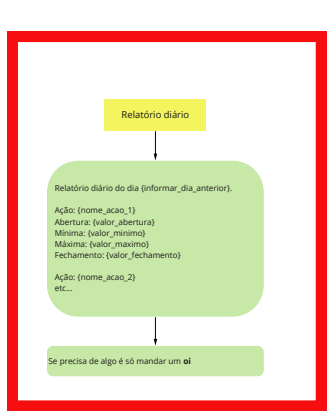 Relatório diário
Relatório diário do dia {informar_dia_anterior}.
Ação: {nome_acao_1}
Abertura: {valor_abertura}
Mínima: {valor_minimo}
Máxima: {valor_maximo}
Fechamento: {valor_fechamento}
Ação: {nome_acao_2}
etc...
Se precisa de algo é só mandar um oi